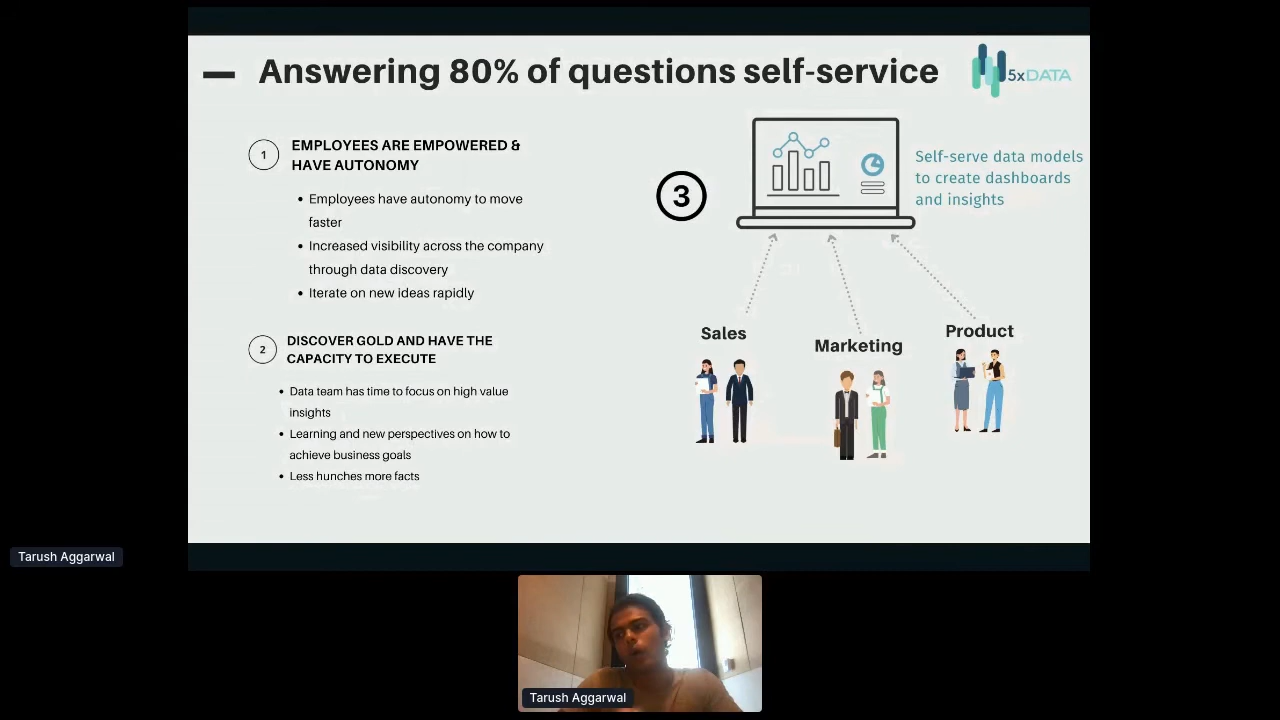 Answering 80% of questions self-service
5xDATA
1
EMPLOYEES ARE EMPOWERED &
HAVE AUTONOMY
• Employees have autonomy to move
faster
• Increased visibility across the company
through data discovery
• Iterate on new ideas rapidly
2
DISCOVER GOLD AND HAVE THE
CAPACITY TO EXECUTE
• Data team has time to focus on high value
insights
• Learning and new perspectives on how to
achieve business goals
• Less hunches more facts
3
Self-serve data models
to create dashboards
and insights
Sales
Marketing
Product
Tarush Aggarwal
Tarush Aggarwal